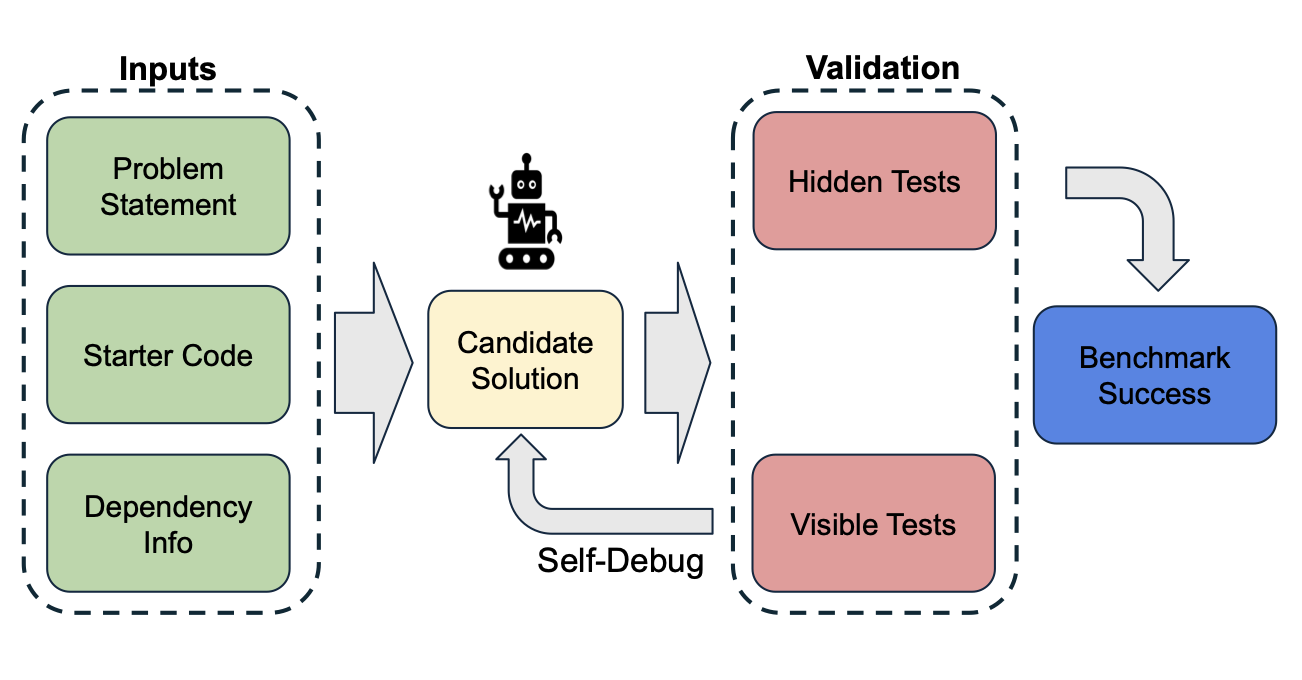 Inputs
Problem
Statement
Starter Code
Dependency
Info
Candidate
Solution
Self-Debug
Validation
Hidden Tests
Visible Tests
Benchmark
Success